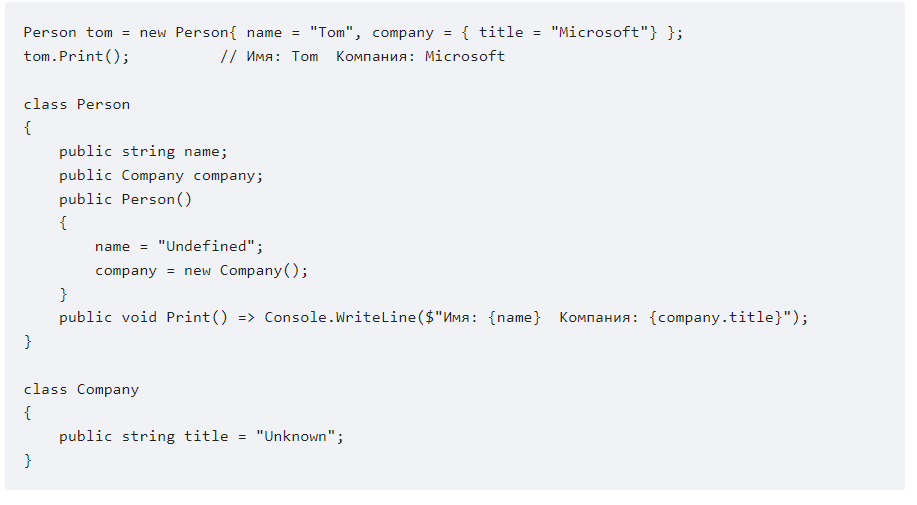 Person tom = new Person{ name = "Tom", company = { title = "Microsoft"} };
tom.Print();          // Имя: Tom  Компания: Microsoft
class Person
{
    public string name;
    public Company company;
    public Person()
    {
        name = "Undefined";
        company = new Company();
    }
    public void Print() => Console.WriteLine($"Имя: {name}  Компания: {company.title}");
}
class Company
{
    public string title = "Unknown";
}